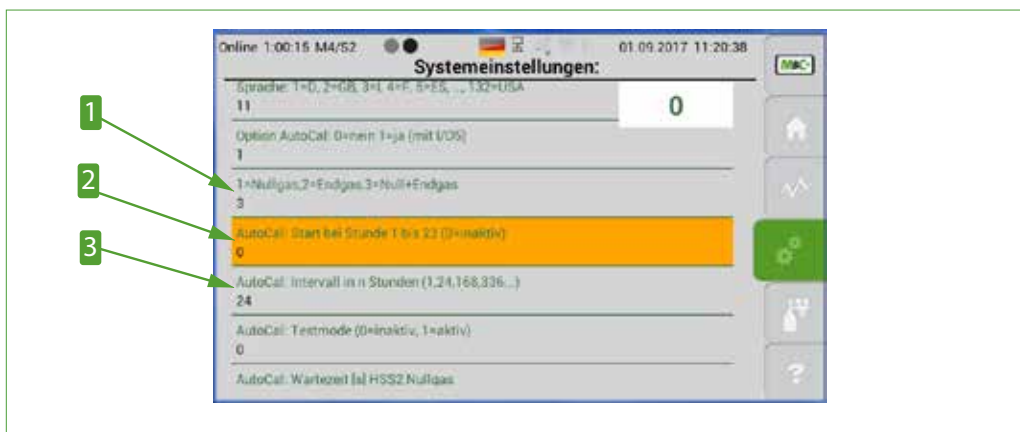 Online 1:00:15 M4/S2 01.09.2017 11:20:38
Systemeinstellungen:
MBC-
Sprache: 1=D, 2=GB, 3=I, 4=F, 5=ES, ..., 132=USA
11
0
Option AutoCal: 0=nein 1=ja (mit I/OS)
1
1
1=Nullgas,2=Endgas,3=Null+Endgas
3
2
AutoCal: Start bei Stunde 1 bis 23 (0=inaktiv)
0
3
AutoCal: Intervall in n Stunden (1,24,168,336...)
24
AutoCal: Testmode (0=inaktiv, 1=aktiv)
0
AutoCal: Wartezeit [s] HSS2 Nullgas
?